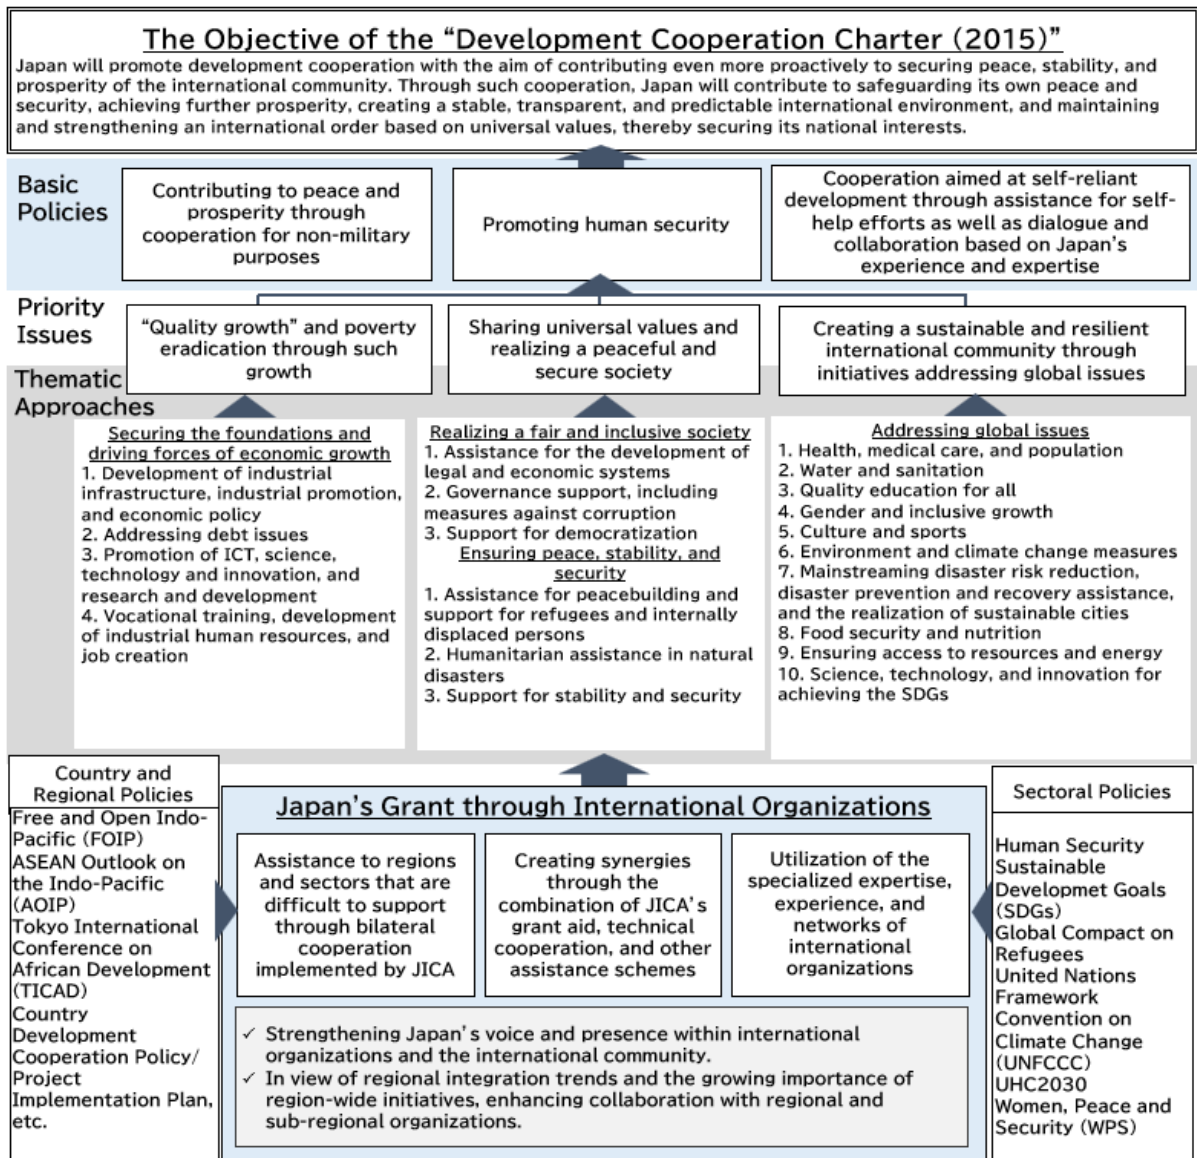 The Objective of the “Development Cooperation Charter (2015)”
Japan will promote development cooperation with the aim of contributing even more proactively to securing peace, stability, and
prosperity of the international community. Through such cooperation, Japan will contribute to safeguarding its own peace and
security, achieving further prosperity, creating a stable, transparent, and predictable international environment, and maintaining
and strengthening an international order based on universal values, thereby securing its national interests.
Basic
Policies
Contributing to peace and
prosperity through
cooperation for non-military
purposes
Promoting human security
Cooperation aimed at self-reliant
development through assistance for self-
help efforts as well as dialogue and
collaboration based on Japan’s
experience and expertise
Priority
Issues
“Quality growth” and poverty
eradication through such
growth
Sharing universal values and
realizing a peaceful and
secure society
Creating a sustainable and resilient
international community through
initiatives addressing global issues
Thematic
Approaches
Securing the foundations and
driving forces of economic growth
1. Development of industrial
infrastructure, industrial promotion,
and economic policy
2. Addressing debt issues
3. Promotion of ICT, science,
technology and innovation, and
research and development
4. Vocational training, development
of industrial human resources, and
job creation
Realizing a fair and inclusive society
1. Assistance for the development of
legal and economic systems
2. Governance support, including
measures against corruption
3. Support for democratization
Ensuring peace, stability, and
security
1. Assistance for peacebuilding and
support for refugees and internally
displaced persons
2. Humanitarian assistance in natural
disasters
3. Support for stability and security
Addressing global issues
1. Health, medical care, and population
2. Water and sanitation
3. Quality education for all
4. Gender and inclusive growth
5. Culture and sports
6. Environment and climate change measures
7. Mainstreaming disaster risk reduction,
disaster prevention and recovery assistance,
and the realization of sustainable cities
8. Food security and nutrition
9. Ensuring access to resources and energy
10. Science, technology, and innovation for
achieving the SDGs
Country and
Regional Policies
Free and Open Indo-
Pacific (FOIP)
ASEAN Outlook on
the Indo-Pacific
(AOIP)
Tokyo International
Conference on
African Development
(TICAD)
Country
Development
Cooperation Policy/
Project
Implementation Plan,
etc.
Japan’s Grant through International Organizations
Assistance to regions
and sectors that are
difficult to support
through bilateral
cooperation
implemented by JICA
Creating synergies
through the
combination of JICA’s
grant aid, technical
cooperation, and other
assistance schemes
Utilization of the
specialized expertise,
experience, and
networks of
international
organizations
✓ Strengthening Japan’s voice and presence within international
organizations and the international community.
✓ In view of regional integration trends and the growing importance of
region-wide initiatives, enhancing collaboration with regional and
sub-regional organizations.
Sectoral Policies
Human Security
Sustainable
Developmet Goals
(SDGs)
Global Compact on
Refugees
United Nations
Framework
Convention on
Climate Change
(UNFCCC)
UHC2030
Women, Peace and
Security (WPS)